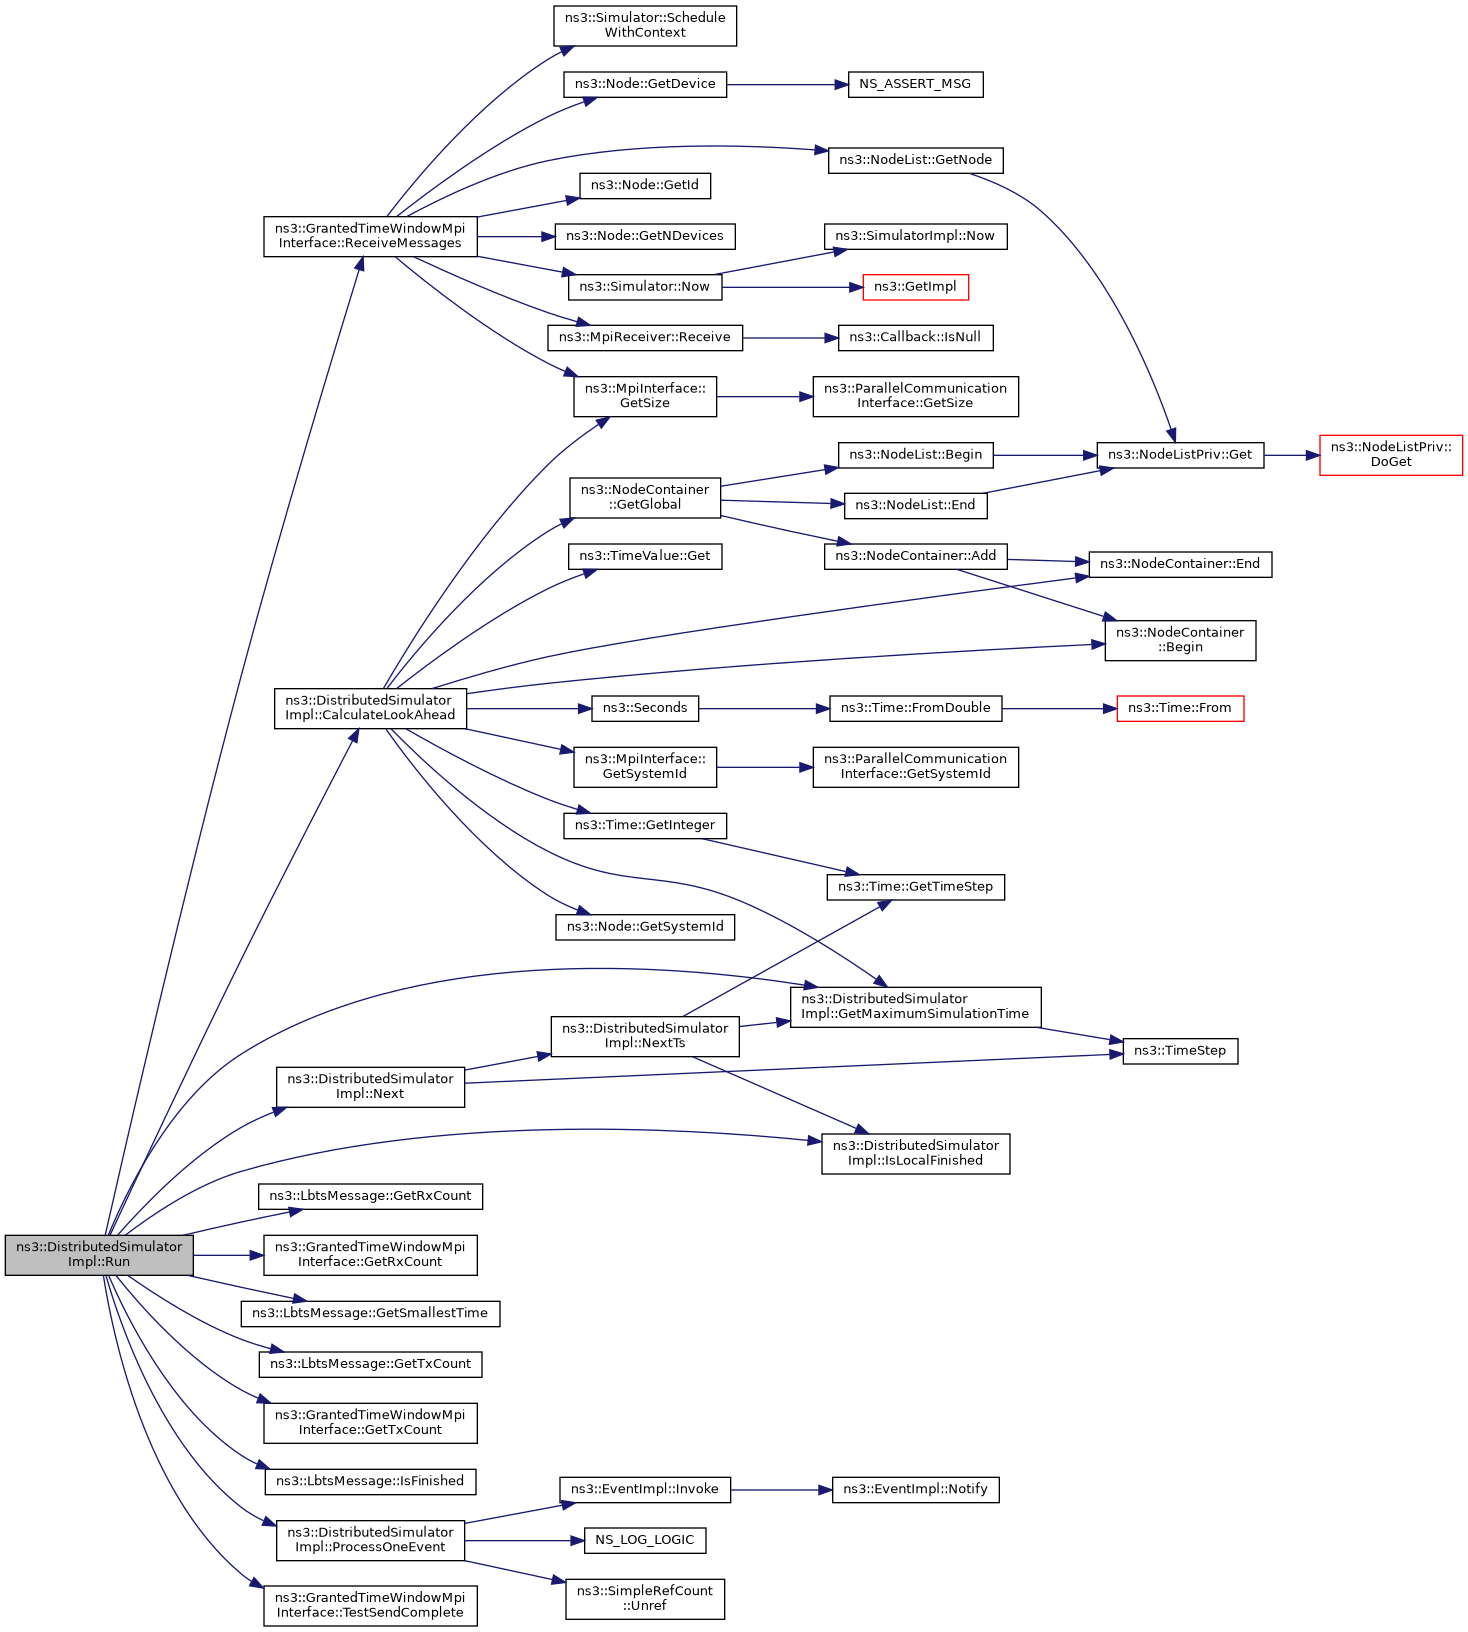 ns3::Simulator::Schedule
WithContext
ns3::Node::GetDevice
NS_ASSERT_MSG
ns3::NodeList::GetNode
ns3::Node::GetId
ns3::GrantedTimeWindowMpi
Interface::ReceiveMessages
ns3::Node::GetNDevices
ns3::SimulatorImpl::Now
ns3::Simulator::Now
ns3::GetImpl
ns3::MpiReceiver::Receive
ns3::Callback::IsNull
ns3::MpiInterface::
GetSize
ns3::ParallelCommunication
Interface::GetSize
ns3::NodeList::Begin
ns3::NodeListPriv::Get
ns3::NodeListPriv::
DoGet
ns3::NodeContainer
::GetGlobal
ns3::NodeList::End
ns3::TimeValue::Get
ns3::NodeContainer::Add
ns3::NodeContainer::End
ns3::NodeContainer
::Begin
ns3::DistributedSimulator
Impl::CalculateLookAhead
ns3::Seconds
ns3::Time::FromDouble
ns3::Time::From
ns3::MpiInterface::
GetSystemId
ns3::ParallelCommunication
Interface::GetSystemId
ns3::Time::GetInteger
ns3::Time::GetTimeStep
ns3::Node::GetSystemId
ns3::DistributedSimulator
Impl::GetMaximumSimulationTime
ns3::DistributedSimulator
Impl::NextTs
ns3::TimeStep
ns3::DistributedSimulator
Impl::Next
ns3::DistributedSimulator
Impl::IsLocalFinished
ns3::LbtsMessage::GetRxCount
ns3::DistributedSimulator
Impl::Run
ns3::GrantedTimeWindowMpi
Interface::GetRxCount
ns3::LbtsMessage::GetSmallestTime
ns3::LbtsMessage::GetTxCount
ns3::GrantedTimeWindowMpi
Interface::GetTxCount
ns3::LbtsMessage::IsFinished
ns3::EventImpl::Invoke
ns3::EventImpl::Notify
ns3::DistributedSimulator
Impl::ProcessOneEvent
NS_LOG_LOGIC
ns3::SimpleRefCount
::Unref
ns3::GrantedTimeWindowMpi
Interface::TestSendComplete